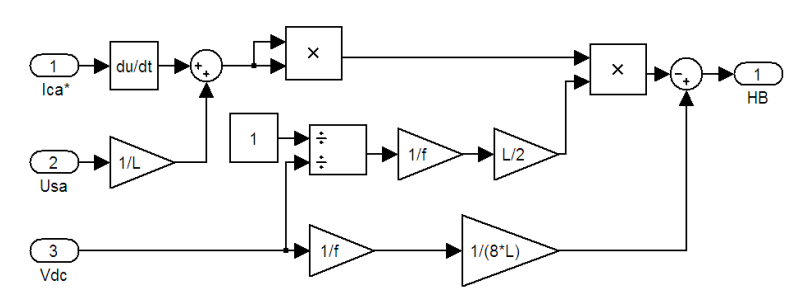 1
Ica*
du/dt
+
+
×
×
-
+
1
HB
1
÷
÷
1/f
L/2
2
Usa
1/L
3
Vdc
1/f
1/(8*L)